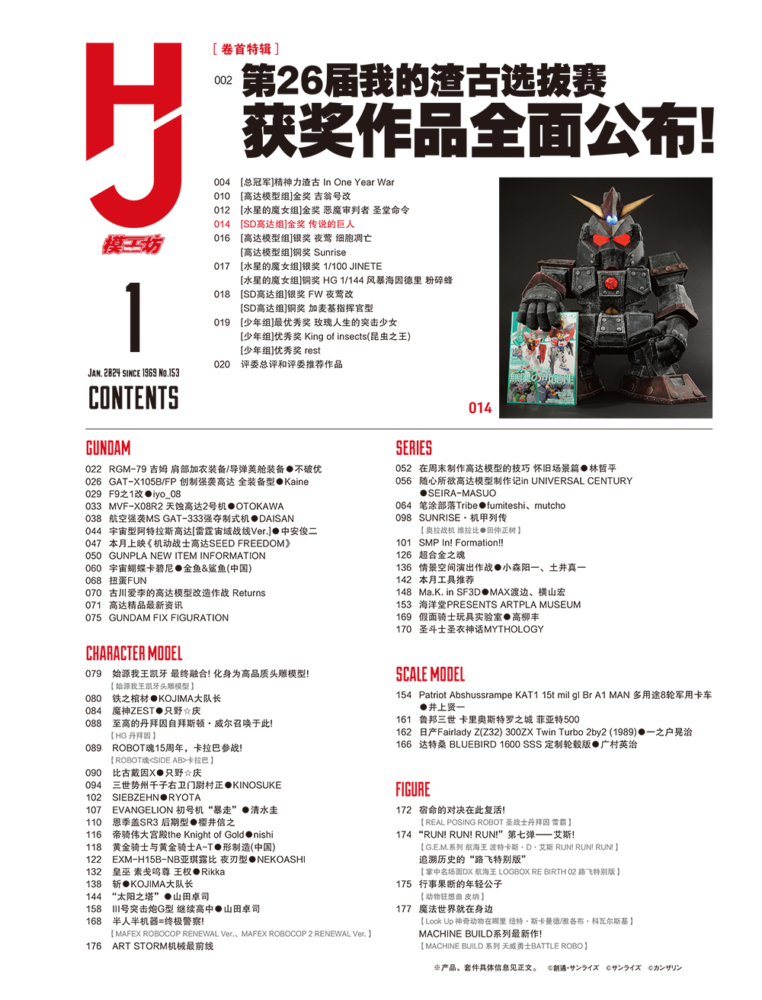 HJ
模工坊
1
JAN. 2024 SINCE 1969 No.153
CONTENTS
[ 卷首特辑 ]
002 第26届我的渣古选拔赛
获奖作品全面公布!
004 [总冠军]精神力渣古 In One Year War
010 [高达模型组]金奖 吉翁号改
012 [水星的魔女组]金奖 恶魔审判者 圣堂命令
014 [SD高达组]金奖 传说的巨人
016 [高达模型组]银奖 夜莺 细胞凋亡
[高达模型组]铜奖 Sunrise
017 [水星的魔女组]银奖 1/100 JINETE
[水星的魔女组]铜奖 HG 1/144 风暴海因德里 粉碎蜂
018 [SD高达组]银奖 FW 夜莺改
[SD高达组]铜奖 加麦基指挥官型
019 [少年组]最优秀奖 玫瑰人生的突击少女
[少年组]优秀奖 King of insects(昆虫之王)
[少年组]优秀奖 rest
020 评委总评和评委推荐作品
無限の可能性
014
GUNDAM
022 RGM-79 吉姆 肩部加农装备/导弹荚舱装备●不破优
026 GAT-X105B/FP 创制强袭高达 全装备型●Kaine
029 F9之1改●iyo_08
033 MVF-X08R2 天蚀高达2号机●OTOKAWA
038 航空强袭MS GAT-333强夺制式机●DAISAN
044 宇宙型阿特拉斯高达[雷霆宙域战线Ver.]●中安俊二
047 本月上映《机动战士高达SEED FREEDOM》
050 GUNPLA NEW ITEM INFORMATION
060 宇宙蝴蝶卡碧尼●金鱼&鲨鱼(中国)
068 扭蛋FUN
070 古川爱李的高达模型改造作战 Returns
071 高达精品最新资讯
075 GUNDAM FIX FIGURATION
CHARACTER MODEL
079 始源我王凯牙 最终融合! 化身为高品质头雕模型!
【始源我王凯牙头雕模型】
080 铁之棺材●KOJIMA大队长
084 魔神ZEST●只野☆庆
088 至高的丹拜因自拜斯顿・威尔召唤于此!
【HG 丹拜因】
089 ROBOT魂15周年，卡拉巴参战!
【ROBOT魂<SIDE AB>卡拉巴】
090 比古戴因X●只野☆庆
094 三世势州千子右卫门尉村正●KINOSUKE
102 SIEBZEHN●RYOTA
107 EVANGELION 初号机“暴走”●清水圭
110 恩季盖SR3 后期型●樱井信之
116 帝骑伟大宫殿the Knight of Gold●nishi
118 黄金骑士与黄金骑士A-T●形制造(中国)
122 EXM-H15B-NB亚琪露比 夜刃型●NEKOASHI
132 皇巫 素戋呜尊 王权●Rikka
138 斩●KOJIMA大队长
144 “太阳之塔”●山田卓司
158 III号突击炮G型 继续高中●山田卓司
168 半人半机器=终极警察!
【MAFEX ROBOCOP RENEWAL Ver.、MAFEX ROBOCOP 2 RENEWAL Ver.】
176 ART STORM机械最前线
SERIES
052 在周末制作高达模型的技巧 怀旧场景篇●林哲平
056 随心所欲高达模型制作记in UNIVERSAL CENTURY
●SEIRA-MASUO
064 笔涂部落Tribe●fumiteshi、mutcho
098 SUNRISE・机甲列传
【奥拉战机 维拉比●田仲正树】
101 SMP In! Formation!!
126 超合金之魂
136 情景空间演出作战●小森阳一、土井真一
142 本月工具推荐
148 Ma.K. in SF3D●MAX渡边、横山宏
153 海洋堂PRESENTS ARTPLA MUSEUM
169 假面骑士玩具实验室●高柳丰
170 圣斗士圣衣神话MYTHOLOGY
SCALE MODEL
154 Patriot Abshussrampe KAT1 15t mil gl Br A1 MAN 多用途8轮军用卡车
●井上贤一
161 鲁邦三世 卡里奥斯特罗之城 菲亚特500
162 日产Fairlady Z(Z32) 300ZX Twin Turbo 2by2 (1989)●一之户晃治
166 达特桑 BLUEBIRD 1600 SSS 定制轮毂版●广村英治
FIGURE
172 宿命的对决在此复活!
【REAL POSING ROBOT 圣战士丹拜因 雪霸】
174 “RUN! RUN! RUN!”第七弹——艾斯!
【G.E.M.系列 航海王 波特卡斯・D・艾斯 RUN! RUN! RUN!】
追溯历史的“路飞特别版”
【掌中名场面DX 航海王 LOGBOX RE BIRTH 02 路飞特别版】
175 行事果断的年轻公子
【动物狂想曲 皮纳】
177 魔法世界就在身边
【Look Up 神奇动物在哪里 纽特・斯卡曼德/雅各布・科瓦尔斯基】
MACHINE BUILD系列最新作!
【MACHINE BUILD 系列 天威勇士BATTLE ROBO】
※产品、套件具体信息见正文。 ©創通・サンライズ ©サンライズ ©カンザリン